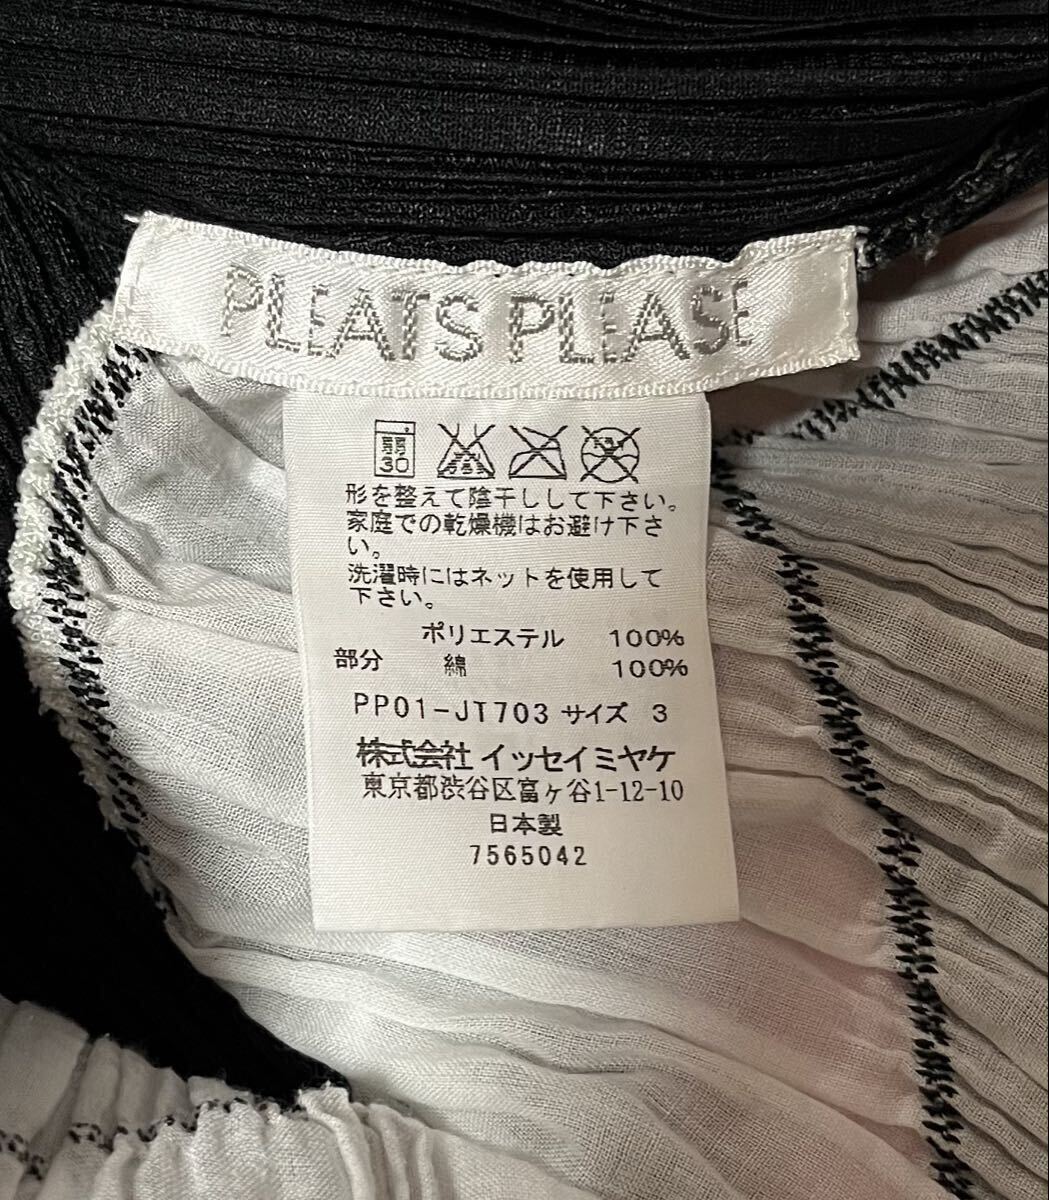 PLEATS PLEASE
弱
30
形を整えて陰干しして下さい。
家庭での乾燥機はお避け下さ
い。
洗濯時にはネットを使用して
下さい。
ポリエステル 100%
部分 綿 100%
PP01-JT703 サイズ 3
株式会社 イッセイミヤケ
東京都渋谷区富ヶ谷1-12-10
日本製
7565042